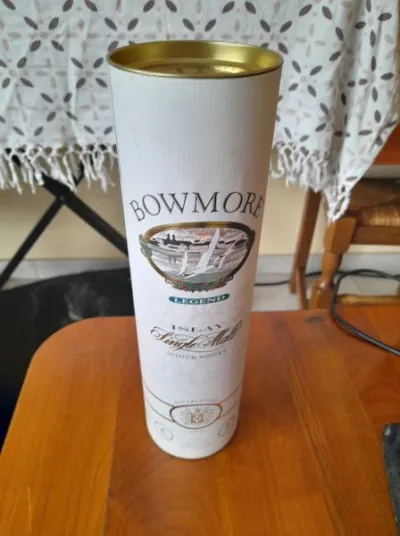 BOWMORE
LEGEND
ISLAY
Single Malt
SCOTCH WHISKY